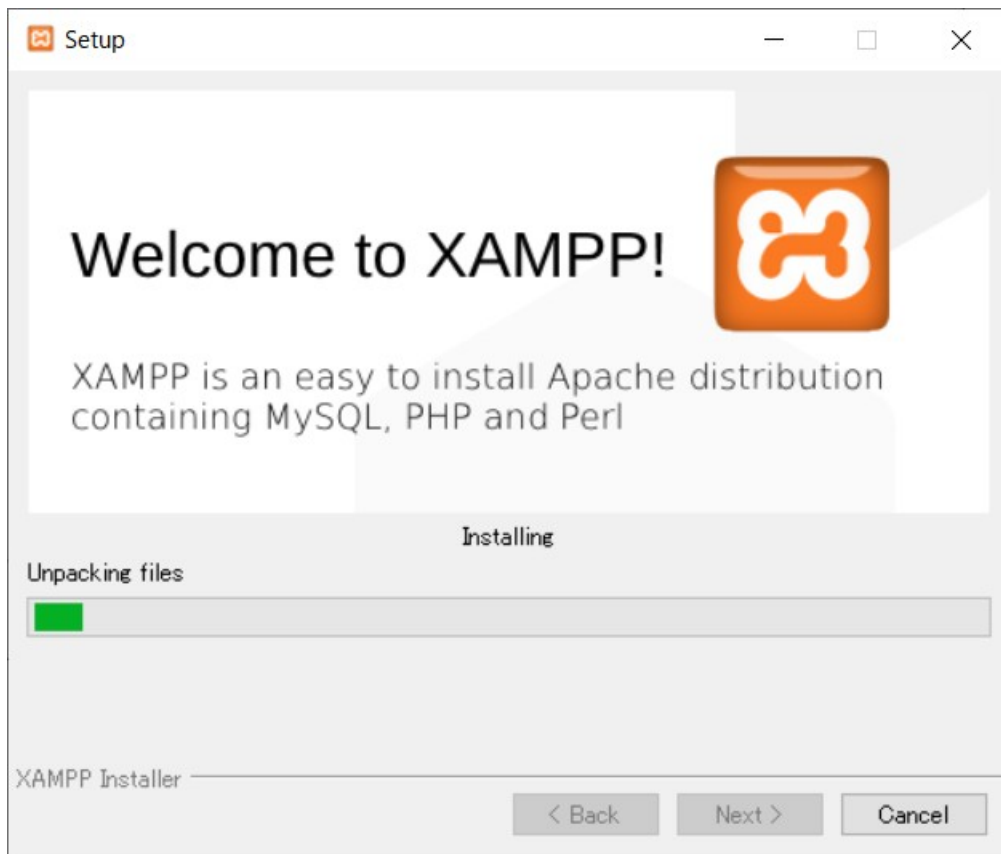 Setup
Welcome to XAMPP!
XAMPP is an easy to install Apache distribution
containing MySQL, PHP and Perl
Installing
Unpacking files
XAMPP Installer
< Back
Next >
Cancel